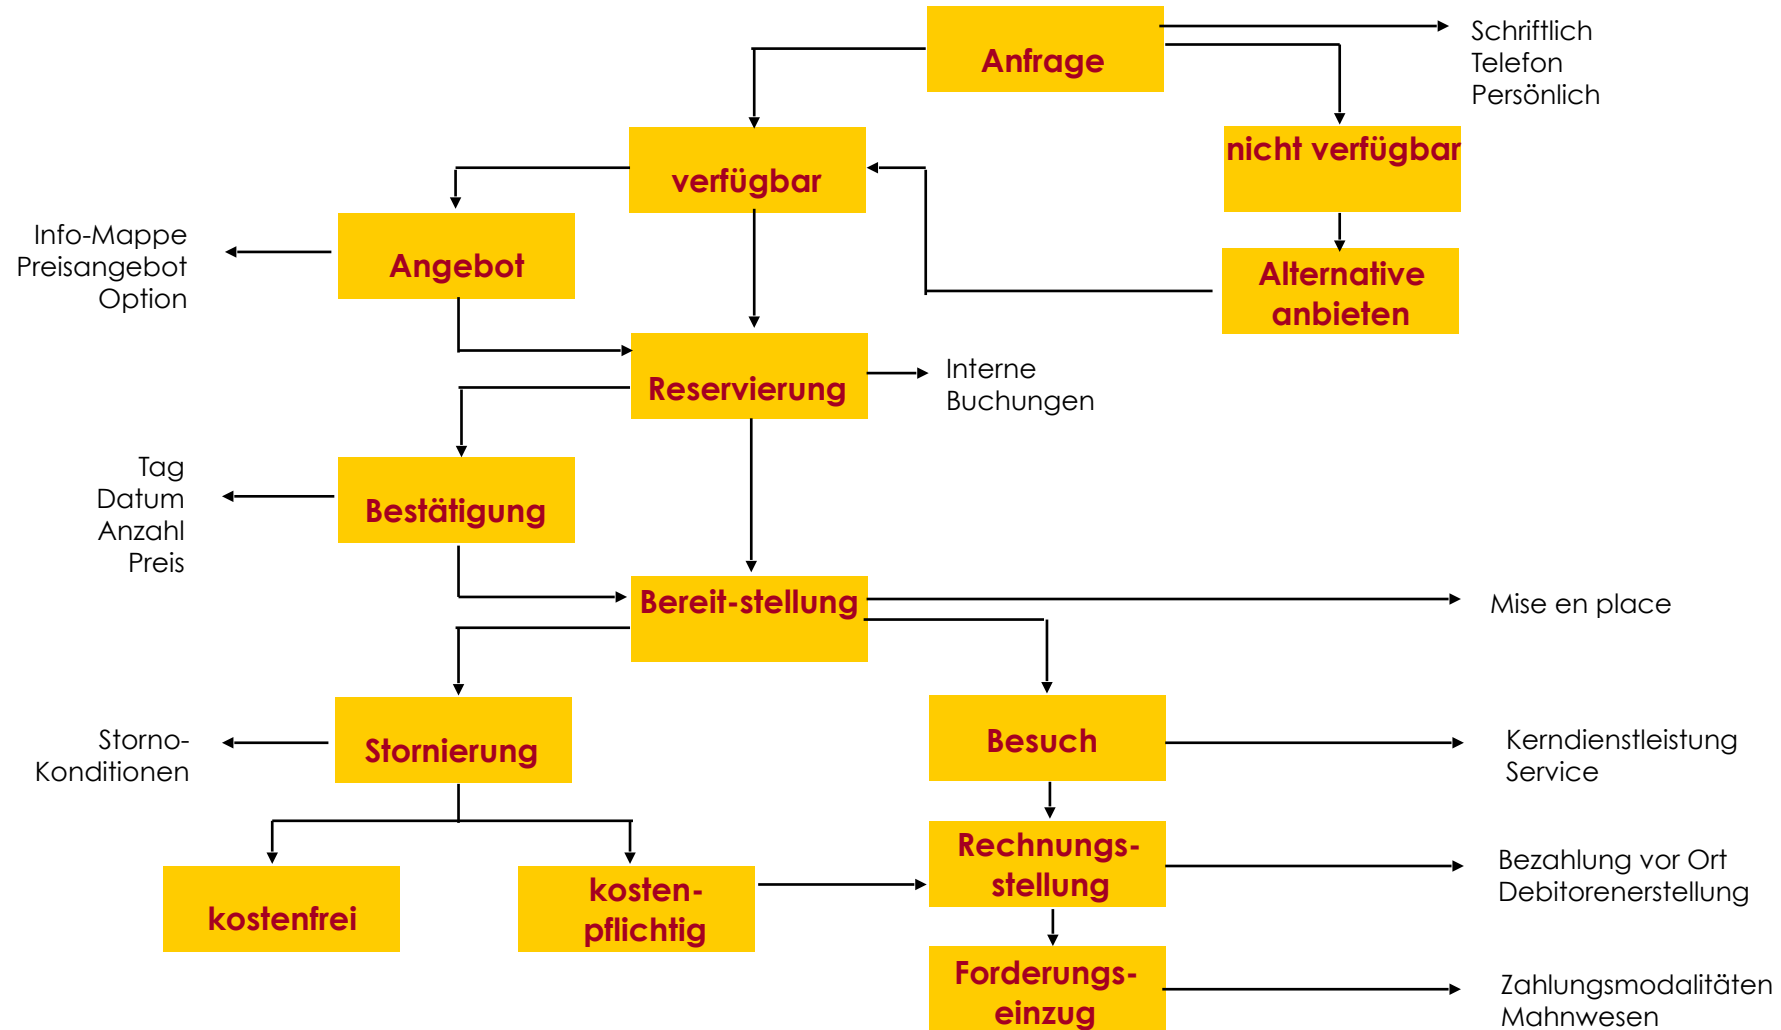 Anfrage
Schriftlich
Telefon
Persönlich
nicht verfügbar
verfügbar
Info-Mappe
Preisangebot
Option
Angebot
Alternative
anbieten
Reservierung
Interne
Buchungen
Tag
Datum
Anzahl
Preis
Bestätigung
Bereit-stellung
Mise en place
Storno-
Konditionen
Stornierung
Besuch
Kerndienstleistung
Service
kostenfrei
kosten-
pflichtig
Rechnungs-
stellung
Bezahlung vor Ort
Debitorenerstellung
Forderungs-
einzug
Zahlungsmodalitäten
Mahnwesen